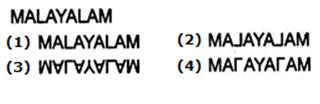 MALAYALAM
(1) MALAYALAM (2) MA⅃AYA⅃AM
(3) W∀⅂∀⅄∀⅂∀W (4) MAΓAYAΓAM